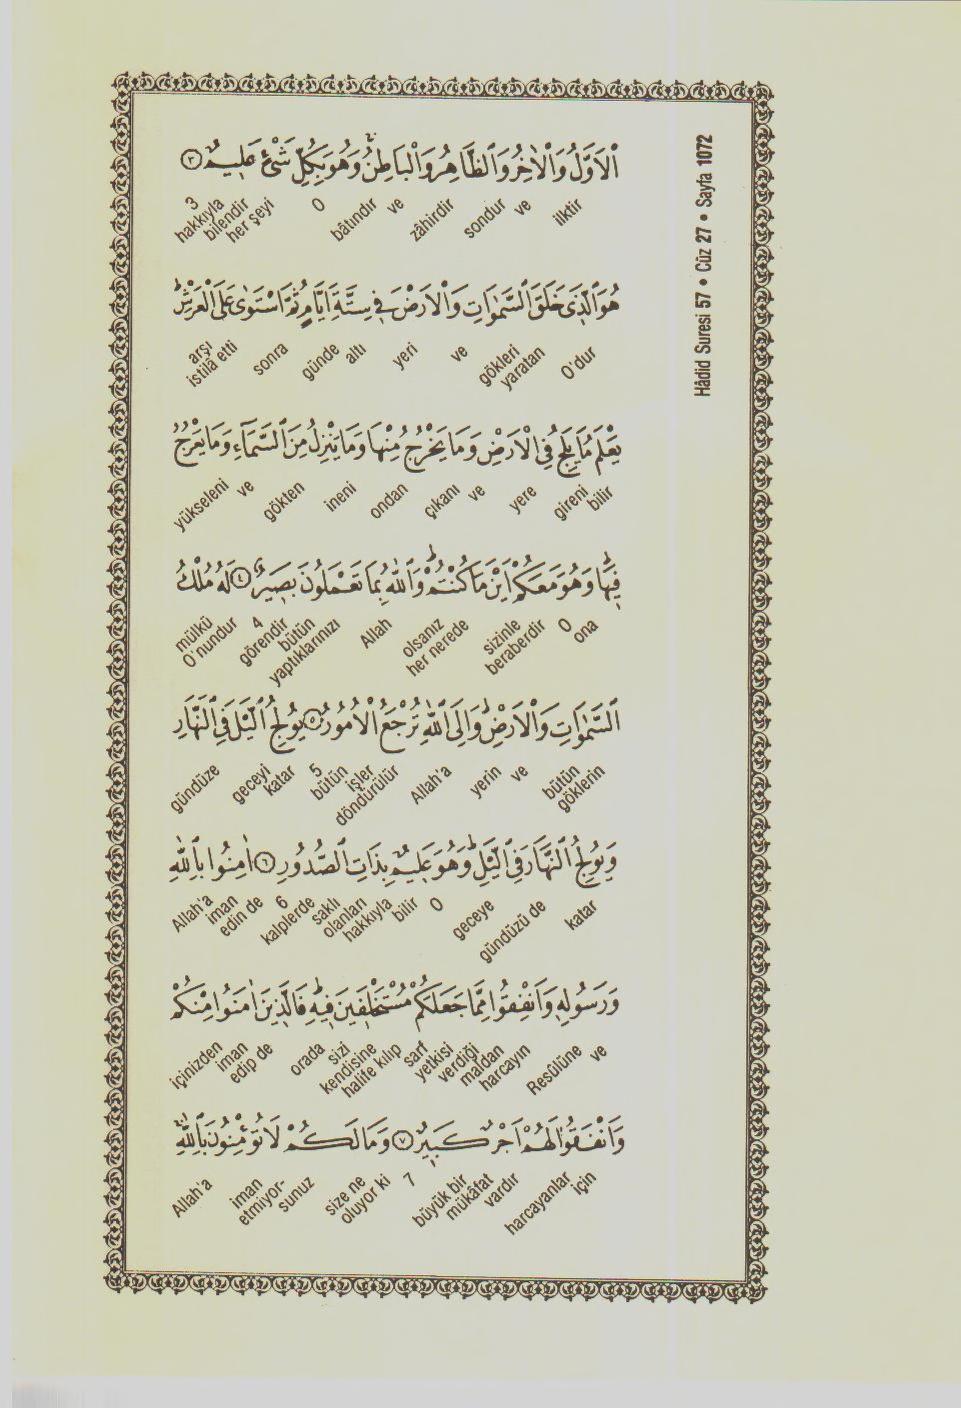 Hâdid Suresi 57 • Cüz 27 • Sayfa 1072
اَلْاَوَّلُ وَالْاٰخِرُ وَالظَّاهِرُ وَالْبَاطِنُۚ وَهُوَ بِكُلِّ شَيْءٍ عَلٖيمٌ ﴿٣﴾
ilktir ve sondur zâhirdir ve bâtındır O her şeyi bilendir hakkıyla 3
هُوَ الَّذٖى خَلَقَ السَّمٰوَاتِ وَالْاَرْضَ فٖى سِتَّةِ اَيَّامٍ ثُمَّ اسْتَوٰى عَلَى الْعَرْشِؕ
O'dur yaratan gökleri ve yeri altı günde sonra istilâ etti arşı
يَعْلَمُ مَا يَلِجُ فِى الْاَرْضِ وَمَا يَخْرُجُ مِنْهَا وَمَا يَنْزِلُ مِنَ السَّمَٓاءِ وَمَا يَعْرُجُ
bilir gireni yere ve çıkanı ondan ineni gökten ve yükseleni
فٖيهَاؕ وَهُوَ مَعَكُمْ اَيْنَ مَا كُنْتُمْؕ وَاللّٰهُ بِمَا تَعْمَلُونَ بَصٖيرٌ ﴿٤﴾ لَهُ مُلْكُ
ona O beraberdir sizinle her nerede olsanız Allah yaptıklarınızı bütün görendir 4 O'nundur mülkü
السَّمٰوَاتِ وَالْاَرْضِؕ وَاِلَى اللّٰهِ تُرْجَعُ الْاُمُورُ ﴿٥﴾ يُولِجُ الَّيْلَ فِى النَّهَارِ
göklerin bütün ve yerin Allah'a döndürülür işler bütün 5 katar geceyi gündüze
وَيُولِجُ النَّهَارَ فِى الَّيْلِؕ وَهُوَ عَلٖيمٌ بِذَاتِ الصُّدُورِ ﴿٦﴾ اٰمِنُوا بِاللّٰهِ
katar gündüzü de geceye O bilir hakkıyla olanları saklı kalplerde 6 edin de iman Allah'a
وَرَسُولِهٖ وَاَنْفِقُوا مِمَّا جَعَلَكُمْ مُسْتَخْلَفٖينَ فٖيهِؕ فَالَّذٖينَ اٰمَنُوا مِنْكُمْ
ve Resûlüne harcayın maldan verdiği yetkisi sarf halife kılıp kendisine sizi orada edip de iman içinizden
وَاَنْفَقُوا لَهُمْ اَجْرٌ كَبٖيرٌ ﴿٧﴾ وَمَا لَكُمْ لَا تُؤْمِنُونَ بِاللّٰهِۚ
için harcayanlar vardır mükâfat büyük bir 7 oluyor ki size ne sunuz etmiyor- iman Allah'a